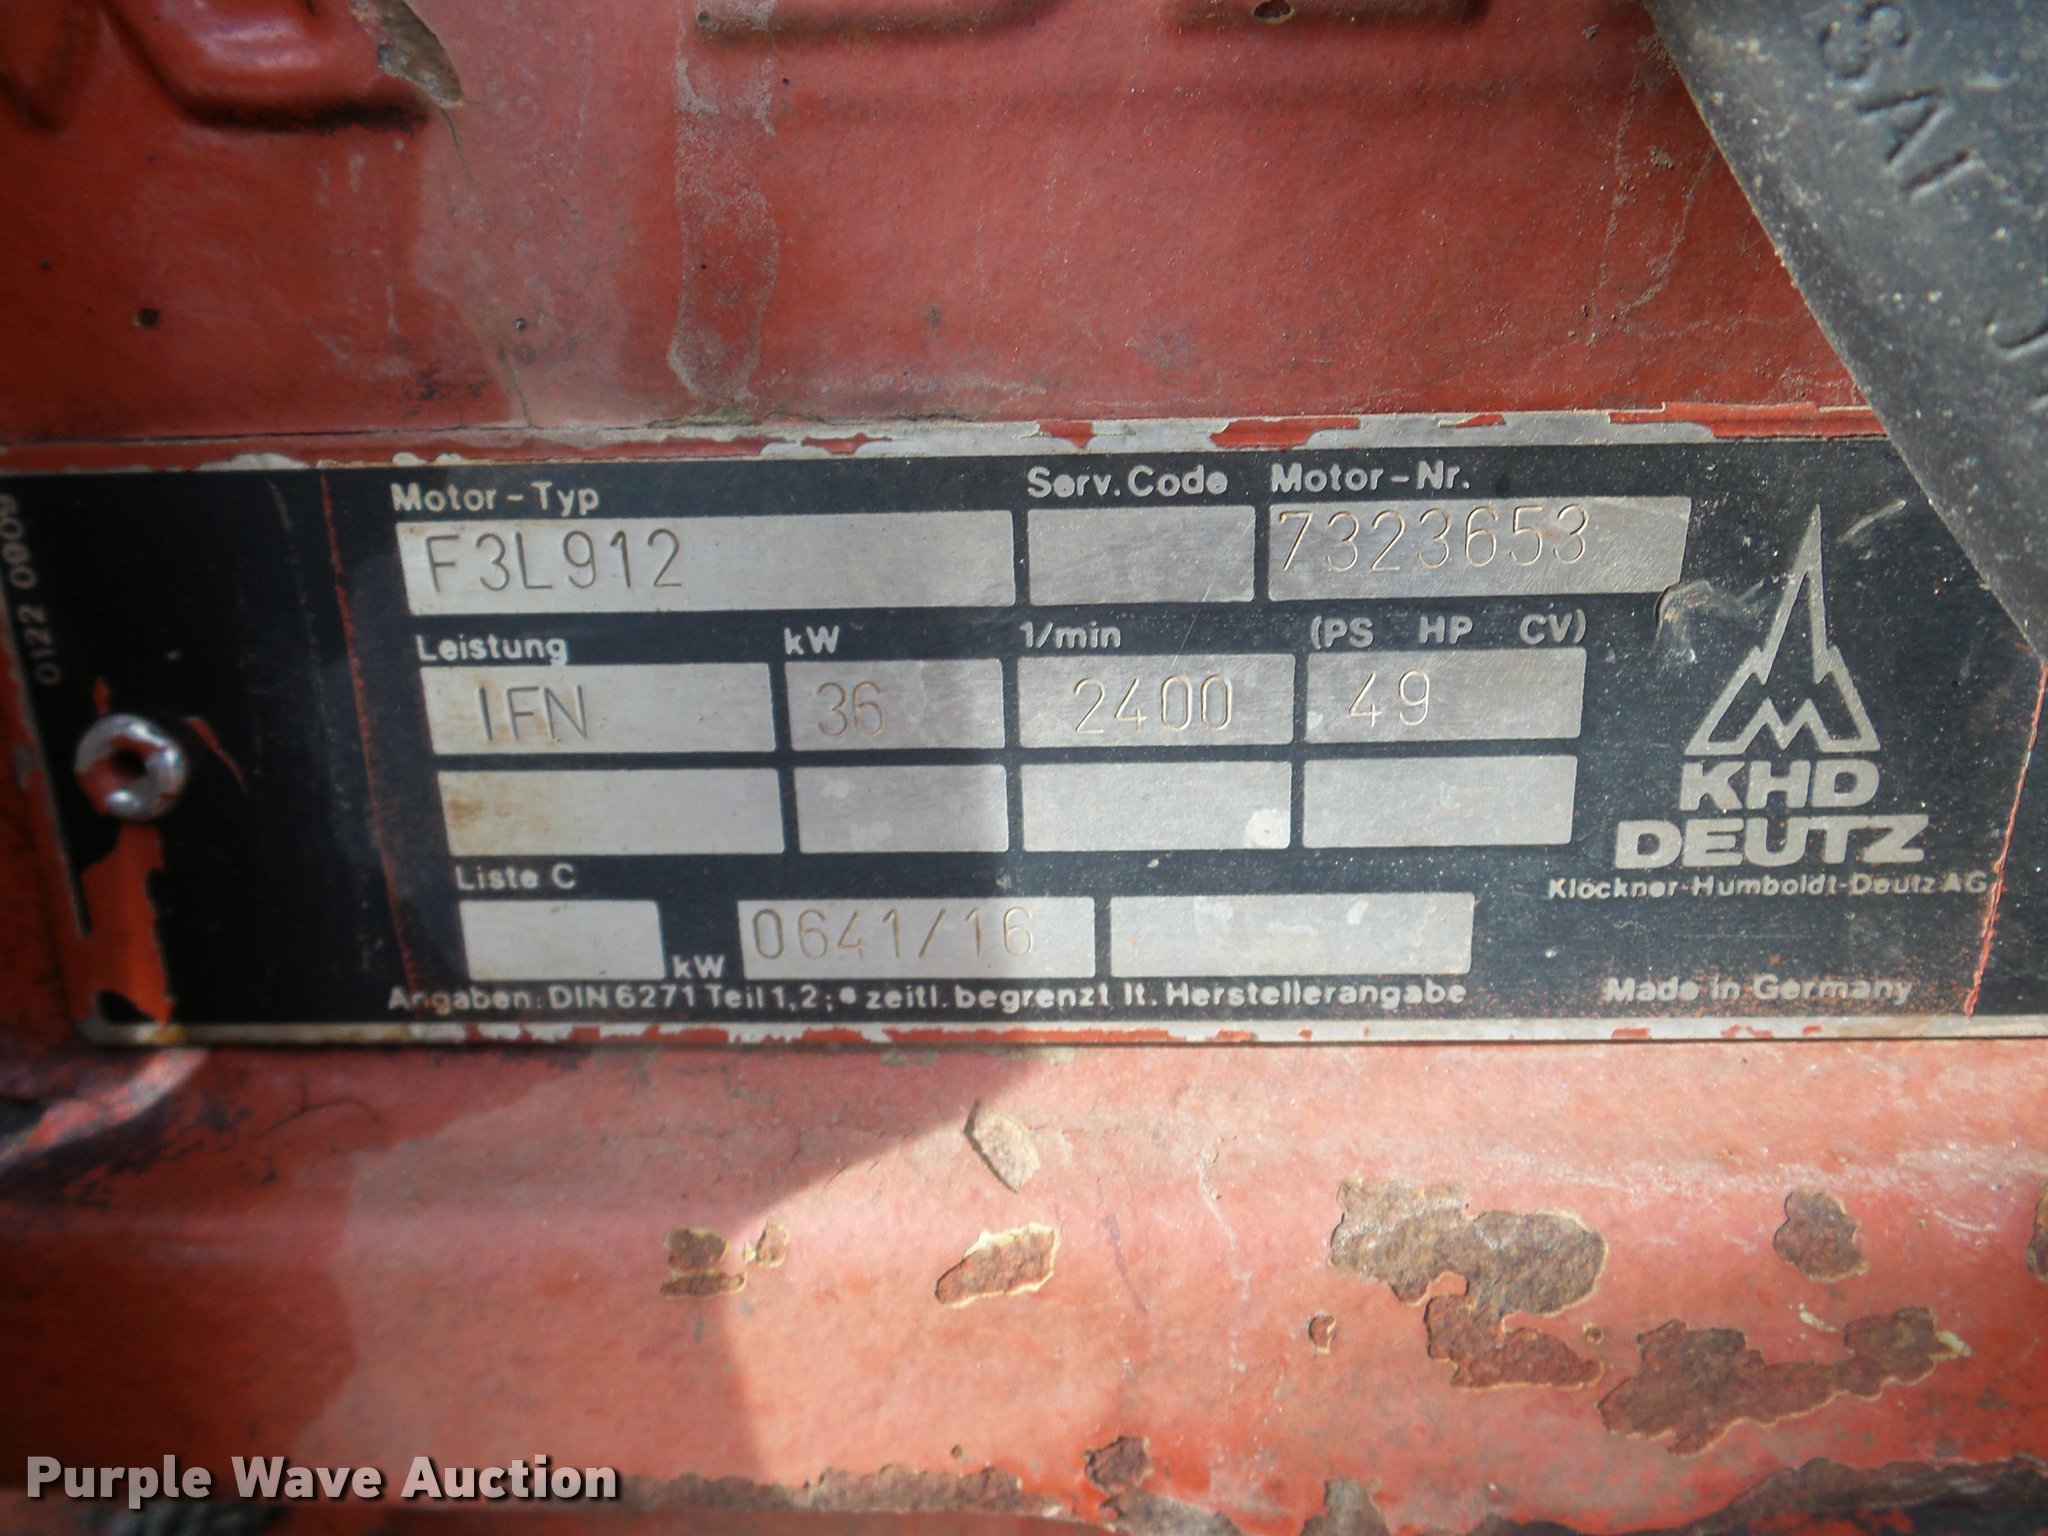 Motor-Typ Serv. Code Motor-Nr.
F3L912 7323653
Leistung kW 1/min (PS HP CV)
IFN 36 2400 49
KHD
DEUTZ
Klöckner-Humboldt-Deutz AG
Liste C
kW 0641/16
Angaben: DIN 6271 Teil 1,2; * zeitl. begrenzt lt. Herstellerangabe
Made in Germany
0122 0909
Purple Wave Auction